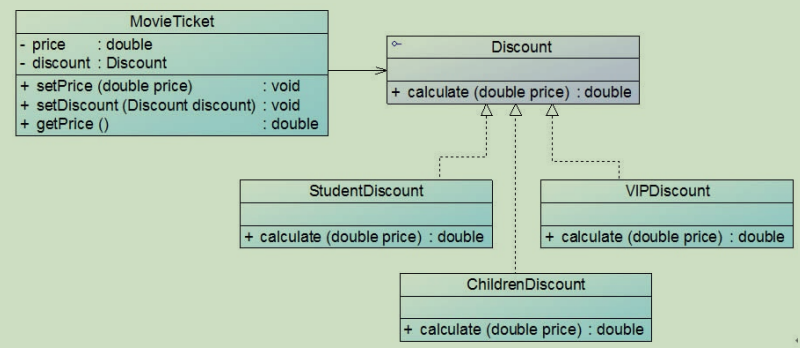 MovieTicket
- price : double
- discount : Discount
+ setPrice (double price) : void
+ setDiscount (Discount discount) : void
+ getPrice () : double
Discount
+ calculate (double price) : double
StudentDiscount
+ calculate (double price) : double
VIPDiscount
+ calculate (double price) : double
ChildrenDiscount
+ calculate (double price) : double